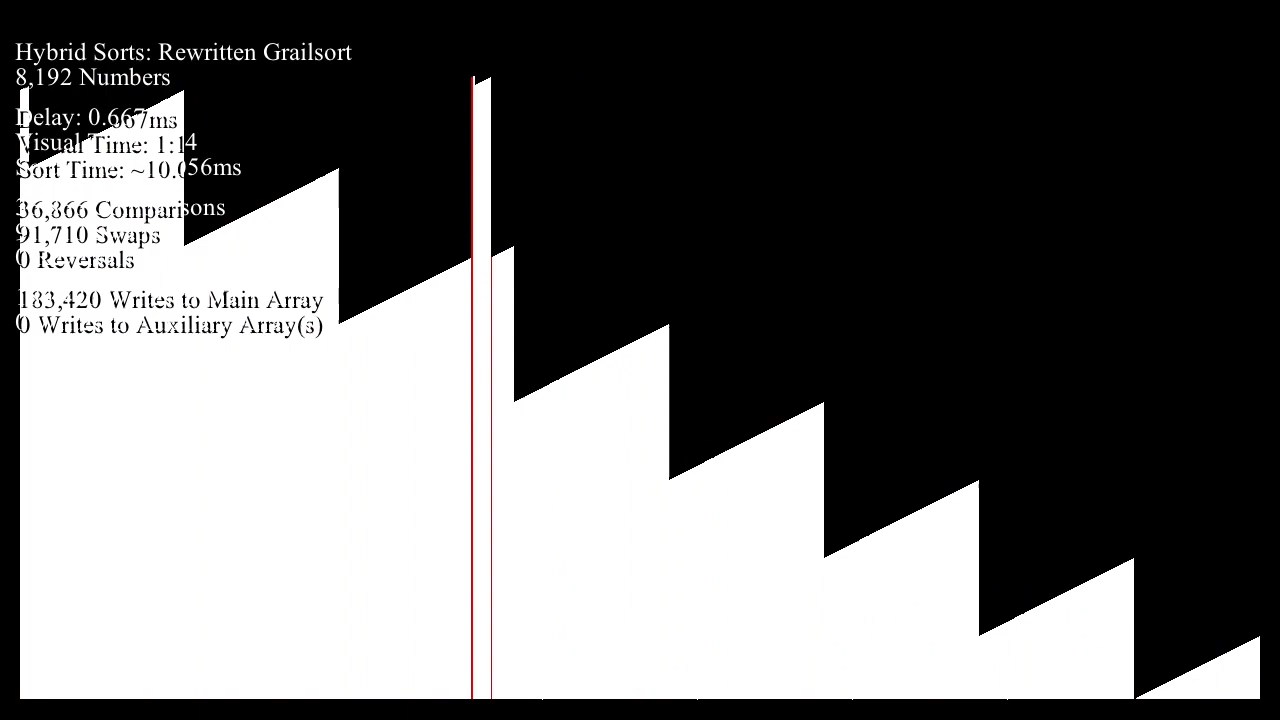 Hybrid Sorts: Rewritten Grailsort
8,192 Numbers
Delay: 0.667ms
Visual Time: 1:14
Sort Time: ~10.056ms
36,866 Comparisons
91,710 Swaps
0 Reversals
183,420 Writes to Main Array
0 Writes to Auxiliary Array(s)